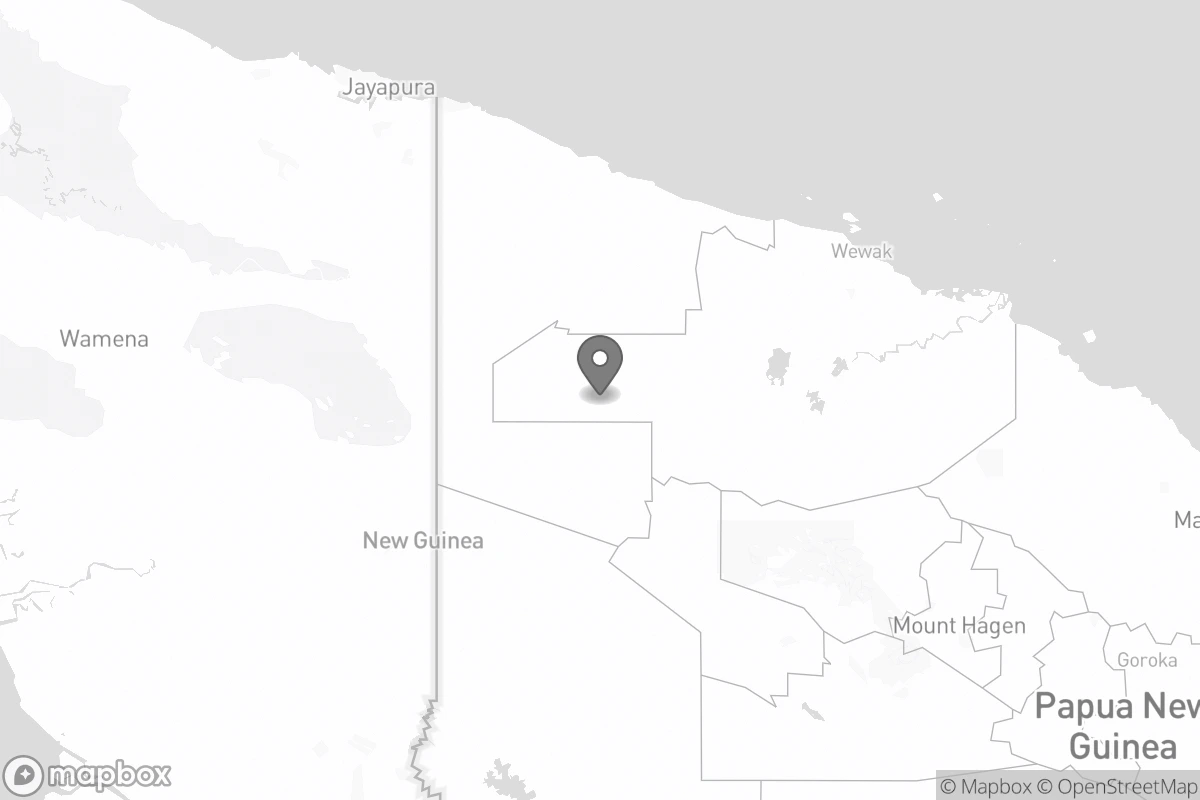 Jayapura
Wewak
Wamena
New Guinea
Ma
Mount Hagen
Goroka
Papua New
Guinea
mapbox
© Mapbox © OpenStreetMap